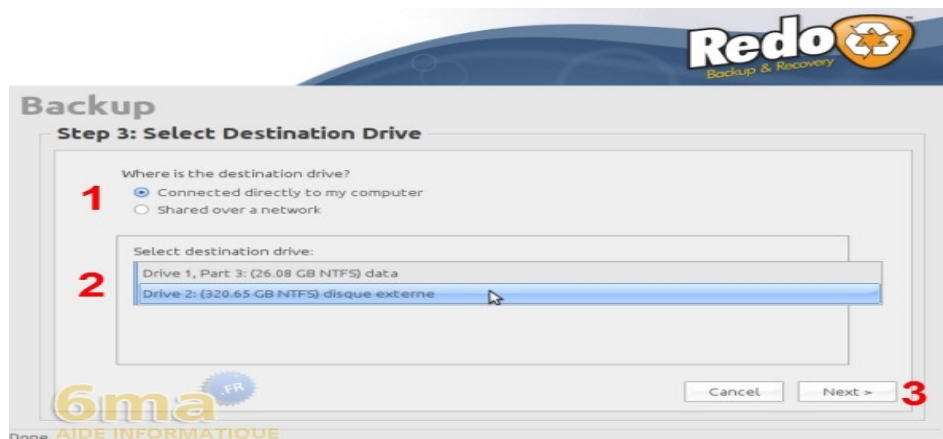 Redo
Backup & Recovery
Backup
Step 3: Select Destination Drive
Where is the destination drive?
1
Connected directly to my computer
Shared over a network
Select destination drive:
2
Drive 1, Part 3: (26.08 GB NTFS) data
Drive 2: (320.65 GB NTFS) disque externe
Cancel
Next >
3
6ma
.FR
AIDE INFORMATIQUE
Done